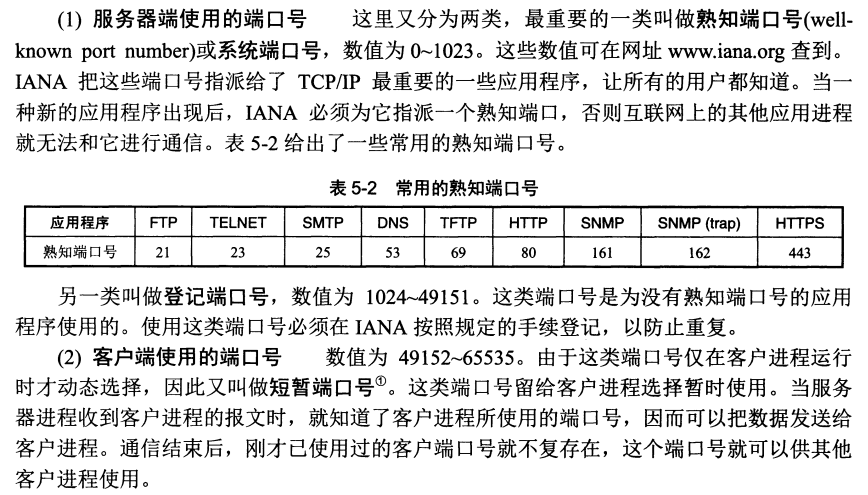 (1) 服务器端使用的端口号 这里又分为两类，最重要的一类叫做熟知端口号(well-
known port number)或系统端口号，数值为 0~1023。这些数值可在网址 www.iana.org 查到。
IANA 把这些端口号指派给了 TCP/IP 最重要的一些应用程序，让所有的用户都知道。当一
种新的应用程序出现后，IANA 必须为它指派一个熟知端口，否则互联网上的其他应用进程
就无法和它进行通信。表 5-2 给出了一些常用的熟知端口号。
表 5-2 常用的熟知端口号
应用程序 FTP TELNET SMTP DNS TFTP HTTP SNMP SNMP (trap) HTTPS
熟知端口号 21 23 25 53 69 80 161 162 443
另一类叫做登记端口号，数值为 1024~49151。这类端口号是为没有熟知端口号的应用
程序使用的。使用这类端口号必须在 IANA 按照规定的手续登记，以防止重复。
(2) 客户端使用的端口号 数值为 49152~65535。由于这类端口号仅在客户进程运行
时才动态选择，因此又叫做短暂端口号①。这类端口号留给客户进程选择暂时使用。当服务
器进程收到客户进程的报文时，就知道了客户进程所使用的端口号，因而可以把数据发送给
客户进程。通信结束后，刚才已使用过的客户端口号就不复存在，这个端口号就可以供其他
客户进程使用。